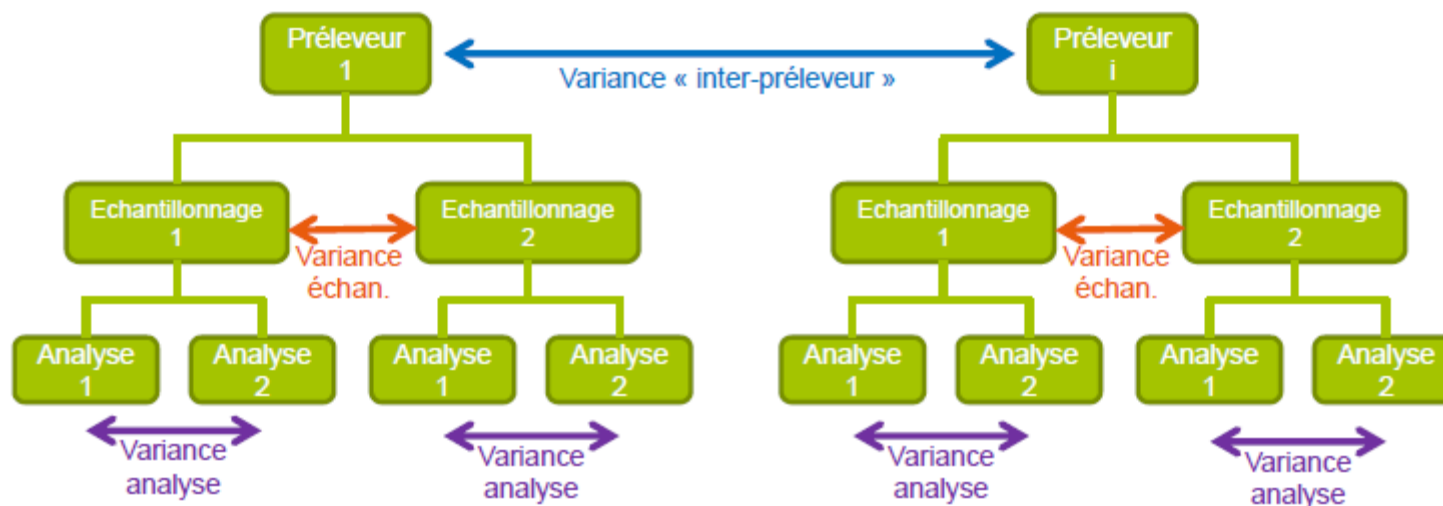 Préleveur
1
Variance « inter-préleveur »
Préleveur
i
Echantillonnage
1
Variance
échan.
Echantillonnage
2
Echantillonnage
1
Variance
échan.
Echantillonnage
2
Analyse
1
Analyse
2
Analyse
1
Analyse
2
Analyse
1
Analyse
2
Analyse
1
Analyse
2
Variance
analyse
Variance
analyse
Variance
analyse
Variance
analyse